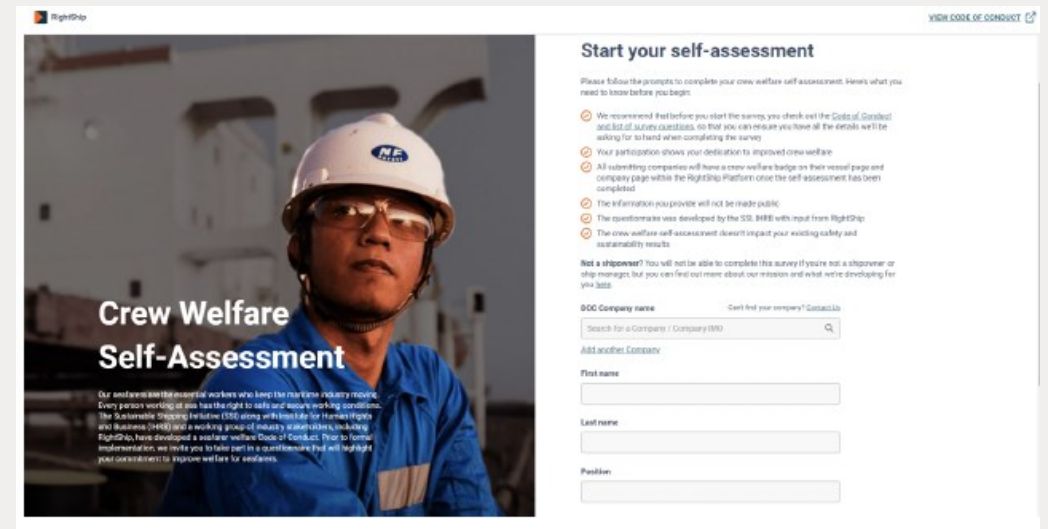 RightShip
VIEW CODE OF CONDUCT
NF
Crew Welfare
Self-Assessment
Our seafarers are the essential workers who keep the maritime industry moving.
Every person working at sea has the right to safe and secure working conditions.
The Sustainable Shipping Initiative (SSI) along with Institute for Human Rights
and Business (IHRB) and a working group of industry stakeholders, including
RightShip, have developed a seafarer welfare Code of Conduct. Prior to formal
implementation, we invite you to take part in a questionnaire that will highlight
your commitment to improve welfare for seafarers.
Start your self-assessment
Please follow the prompts to complete your crew welfare self-assessment. Here's what you
need to know before you begin:
We recommend that before you start the survey, you check out the Code of Conduct
and list of survey questions, so that you can ensure you have all the details we'll be
asking for to hand when completing the survey
Your participation shows your dedication to improved crew welfare
All submitting companies will have a crew welfare badge on their vessel page and
company page within the RightShip Platform once the self-assessment has been
completed
The information you provide will not be made public
The questionnaire was developed by the SSI, IHRB with input from RightShip
The crew welfare self-assessment doesn't impact your existing safety and
sustainability results
Not a shipowner? You will not be able to complete this survey if you're not a shipowner or
ship manager, but you can find out more about our mission and what we're developing for
you here.
DOC Company name
Can't find your company? Contact Us
Search for a Company / Company IMO
Add another Company
First name
Last name
Position